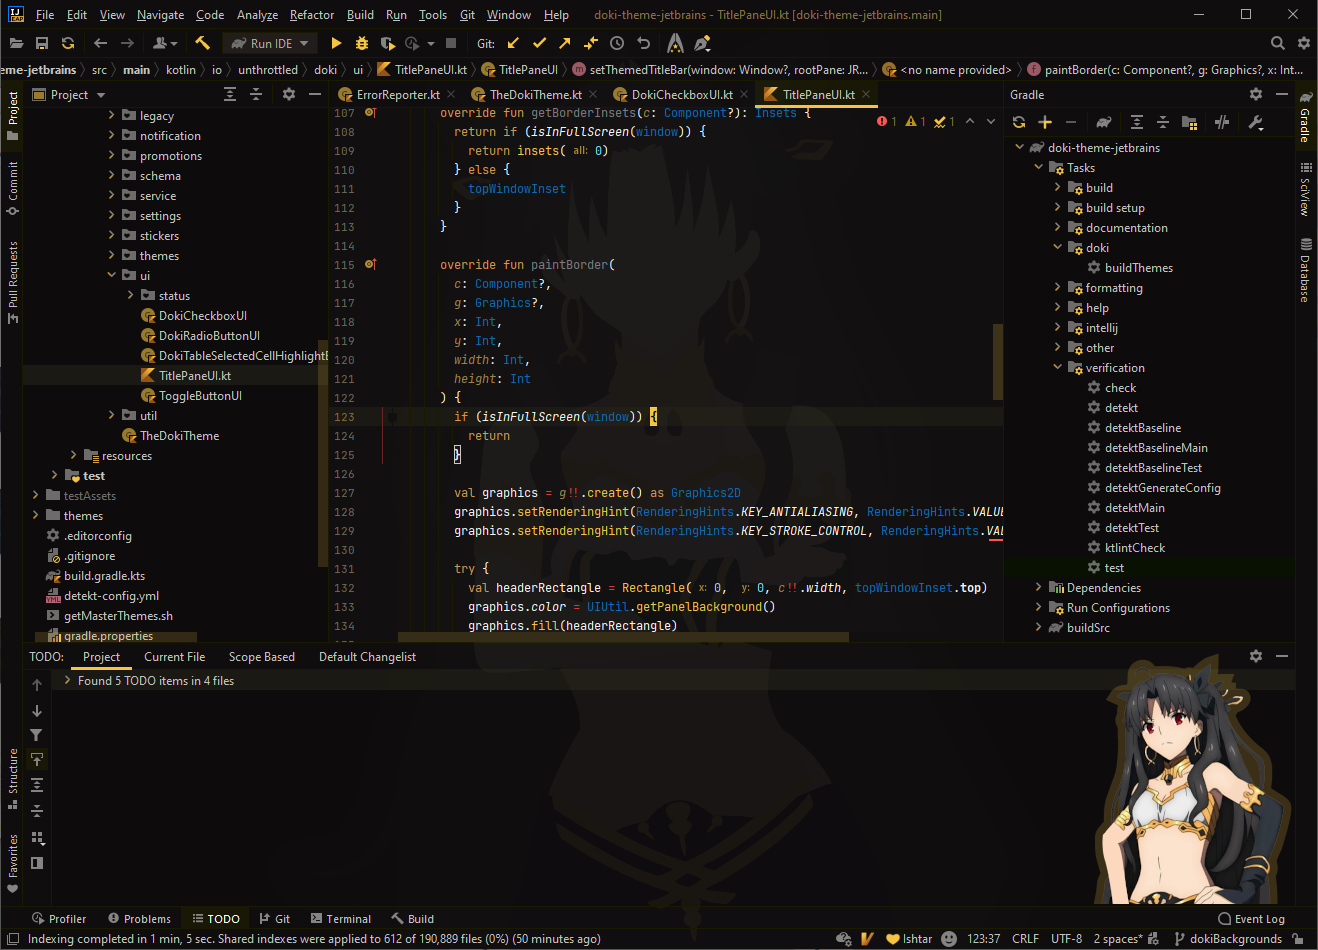 IJ
EAP
File Edit View Navigate Code Analyze Refactor Build Run Tools Git Window Help doki-theme-jetbrains - TitlePaneUI.kt [doki-theme-jetbrains.main]
Run IDE Git:
eme-jetbrains src main kotlin io unthrottled doki ui TitlePaneUI.kt TitlePaneUI m setThemedTitleBar(window: Window?, rootPane: JR... <no name provided> f paintBorder(c: Component?, g: Graphics?, x: Int...
Project
Commit
Pull Requests
Structure
Favorites
Project
legacy
notification
promotions
schema
service
settings
stickers
themes
ui
status
DokiCheckboxUI
DokiRadioButtonUI
DokiTableSelectedCellHighlight
TitlePaneUI.kt
ToggleButtonUI
util
TheDokiTheme
resources
test
testAssets
themes
.editorconfig
.gitignore
build.gradle.kts
YML detekt-config.yml
getMasterThemes.sh
gradle.properties
ErrorReporter.kt TheDokiTheme.kt DokiCheckboxUI.kt TitlePaneUI.kt
1 1 1
107 override fun getBorderInsets(c: Component?): Insets {
108 return if (isInFullScreen(window)) {
109 return insets( all: 0)
110 } else {
111 topWindowInset
112 }
113 }
114
115 override fun paintBorder(
116 c: Component?,
117 g: Graphics?,
118 x: Int,
119 y: Int,
120 width: Int,
121 height: Int
122 ) {
123 if (isInFullScreen(window)) {
124 return
125 }
126
127 val graphics = g!!.create() as Graphics2D
128 graphics.setRenderingHint(RenderingHints.KEY_ANTIALIASING, RenderingHints.VALUE
129 graphics.setRenderingHint(RenderingHints.KEY_STROKE_CONTROL, RenderingHints.VAL
130
131 try {
132 val headerRectangle = Rectangle( x: 0, y: 0, c!!.width, topWindowInset.top)
133 graphics.color = UIUtil.getPanelBackground()
134 graphics.fill(headerRectangle)
Gradle
doki-theme-jetbrains
Tasks
build
build setup
documentation
doki
buildThemes
formatting
help
intellij
other
verification
check
detekt
detektBaseline
detektBaselineMain
detektBaselineTest
detektGenerateConfig
detektMain
detektTest
ktlintCheck
test
Dependencies
Run Configurations
buildSrc
Gradle
SciView
Database
TODO: Project Current File Scope Based Default Changelist
Found 5 TODO items in 4 files
Profiler Problems TODO Git Terminal Build Event Log
Indexing completed in 1 min, 5 sec. Shared indexes were applied to 612 of 190,889 files (0%) (50 minutes ago) Ishtar 123:37 CRLF UTF-8 2 spaces* dokiBackgrounds